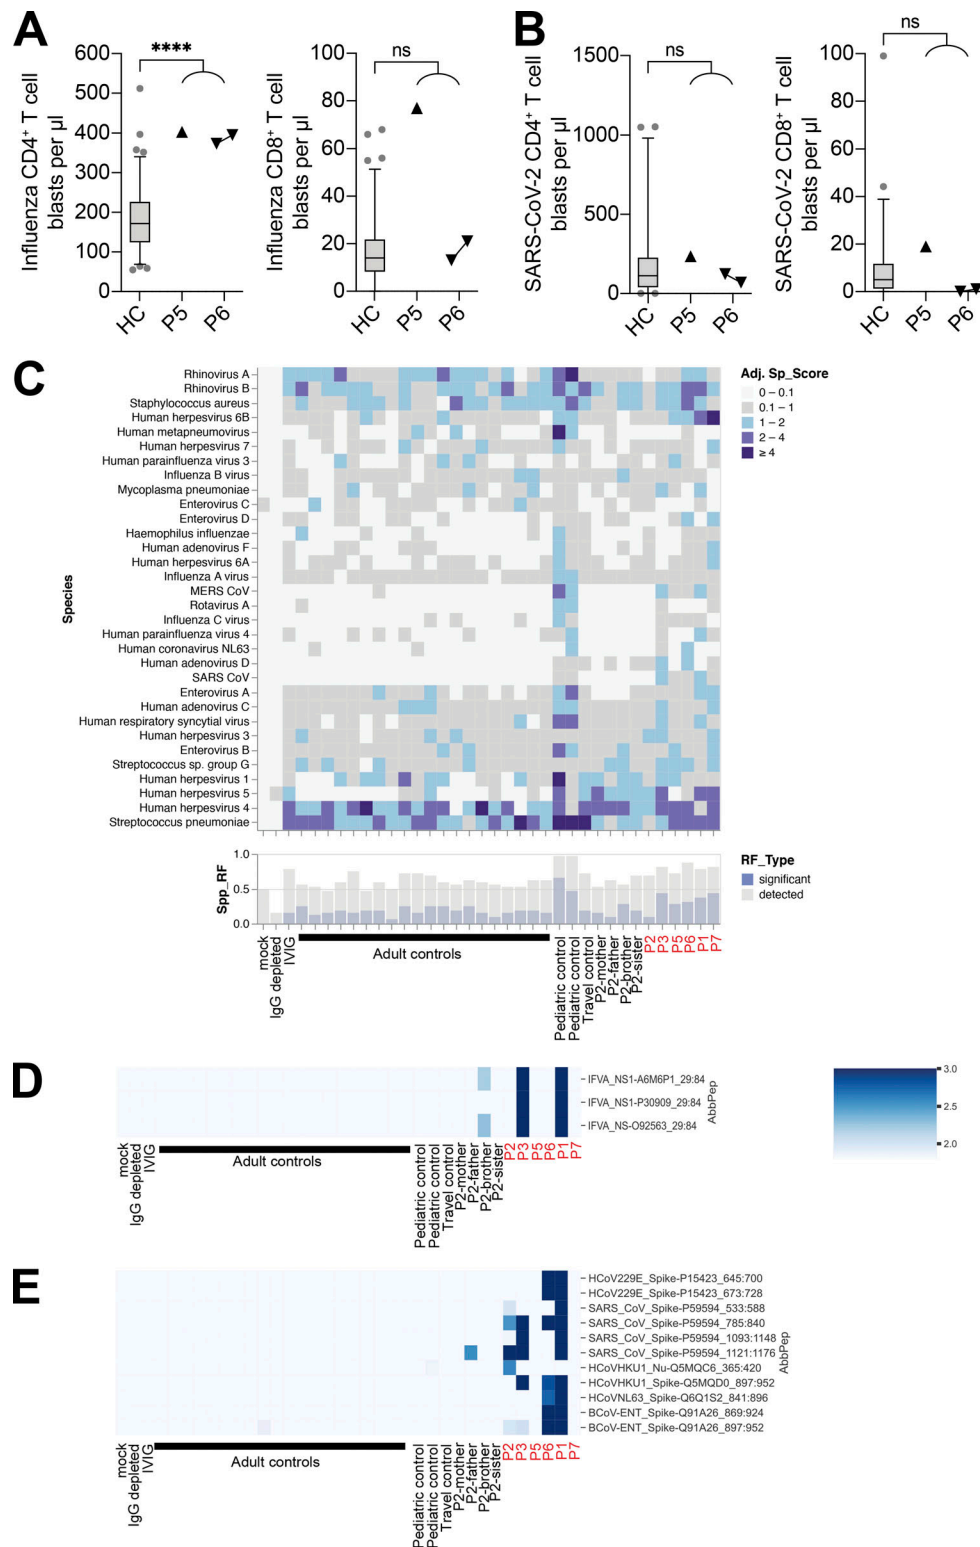 A
B
Influenza CD4⁺ T cell
blasts per µl
600
500
400
300
200
100
0
****
HC
P5
P6
Influenza CD8⁺ T cell
blasts per µl
100
80
60
40
20
0
ns
HC
P5
P6
SARS-CoV-2 CD4⁺ T cell
blasts per µl
1500
1000
500
0
ns
HC
P5
P6
SARS-CoV-2 CD8⁺ T cell
blasts per µl
100
80
60
40
20
0
ns
HC
P5
P6
C
Species
Rhinovirus A
Rhinovirus B
Staphylococcus aureus
Human herpesvirus 6B
Human metapneumovirus
Human herpesvirus 7
Human parainfluenza virus 3
Influenza B virus
Mycoplasma pneumoniae
Enterovirus C
Enterovirus D
Haemophilus influenzae
Human adenovirus F
Human herpesvirus 6A
Influenza A virus
MERS CoV
Rotavirus A
Influenza C virus
Human parainfluenza virus 4
Human coronavirus NL63
Human adenovirus D
SARS CoV
Enterovirus A
Human adenovirus C
Human respiratory syncytial virus
Human herpesvirus 3
Enterovirus B
Streptococcus sp. group G
Human herpesvirus 1
Human herpesvirus 5
Human herpesvirus 4
Streptococcus pneumoniae
Adj. Sp_Score
0 – 0.1
0.1 – 1
1 – 2
2 – 4
≥ 4
Spp_RF
1.0
0.5
0.0
RF_Type
significant
detected
mock
IgG depleted
IVIG
Adult controls
Pediatric control
Pediatric control
Travel control
P2-mother
P2-father
P2-brother
P2-sister
P2
P3
P5
P6
P1
P7
D
IFVA_NS1-A6M6P1_29:84
IFVA_NS1-P30909_29:84
IFVA_NS-O92563_29:84
AbbPep
3.0
2.5
2.0
mock
IgG depleted
IVIG
Adult controls
Pediatric control
Pediatric control
Travel control
P2-mother
P2-father
P2-brother
P2-sister
P2
P3
P5
P6
P1
P7
E
HCoV229E_Spike-P15423_645:700
HCoV229E_Spike-P15423_673:728
SARS_CoV_Spike-P59594_533:588
SARS_CoV_Spike-P59594_785:840
SARS_CoV_Spike-P59594_1093:1148
SARS_CoV_Spike-P59594_1121:1176
HCoVHKU1_Nu-Q5MQC6_365:420
HCoVHKU1_Spike-Q5MQD0_897:952
HCoVNL63_Spike-Q6Q1S2_841:896
BCoV-ENT_Spike-Q91A26_869:924
BCoV-ENT_Spike-Q91A26_897:952
AbbPep
mock
IgG depleted
IVIG
Adult controls
Pediatric control
Pediatric control
Travel control
P2-mother
P2-father
P2-brother
P2-sister
P2
P3
P5
P6
P1
P7